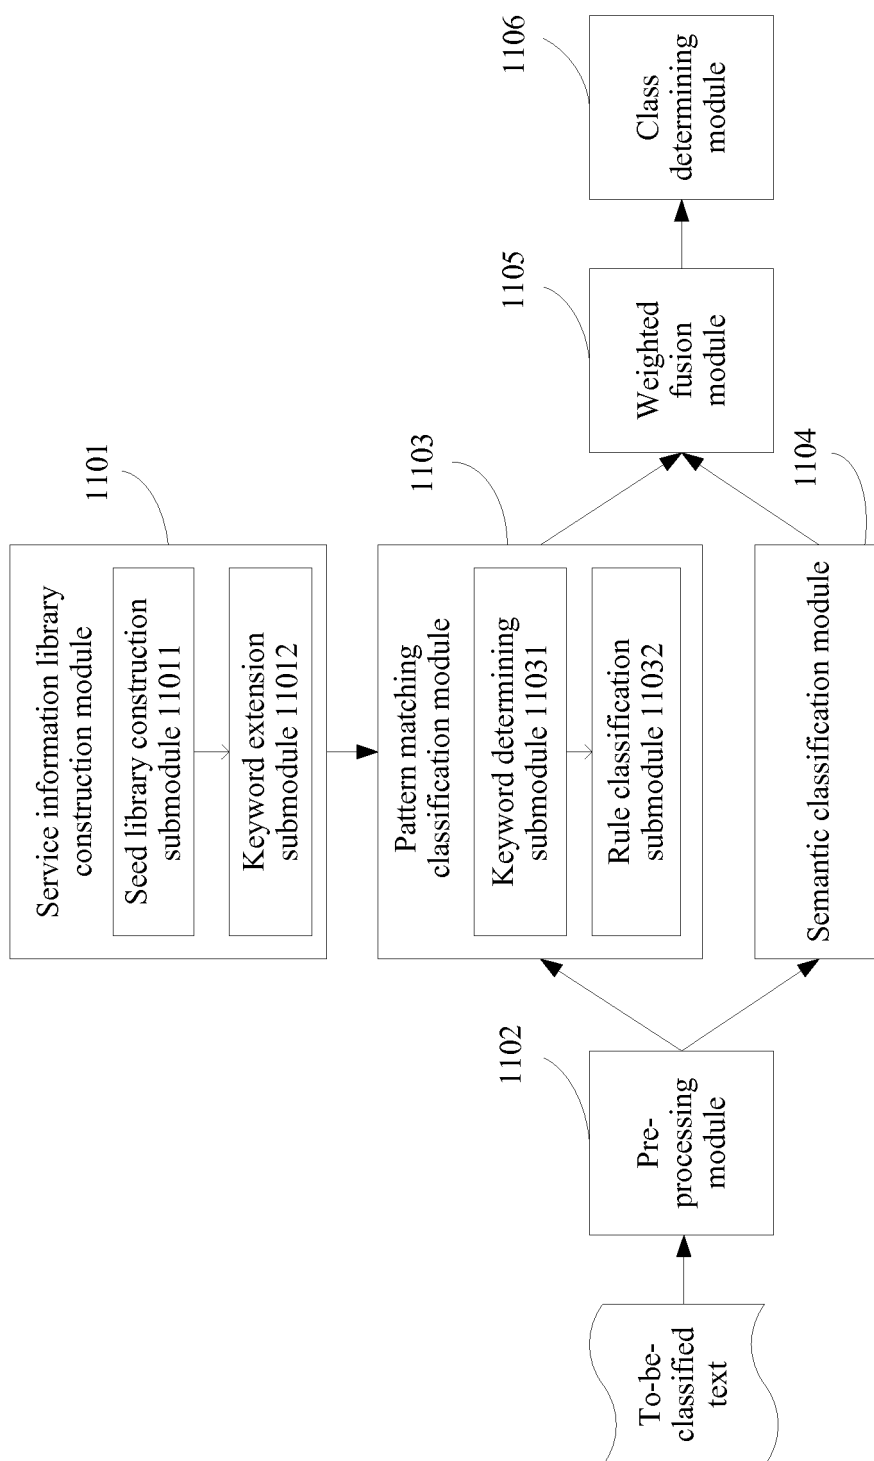 1101
Service information library
construction module
Seed library construction
submodule 11011
Keyword extension
submodule 11012
1103
Pattern matching
classification module
Keyword determining
submodule 11031
Rule classification
submodule 11032
1104
Semantic classification module
To-be-
classified
text
1102
Pre-
processing
module
1105
Weighted
fusion
module
1106
Class
determining
module